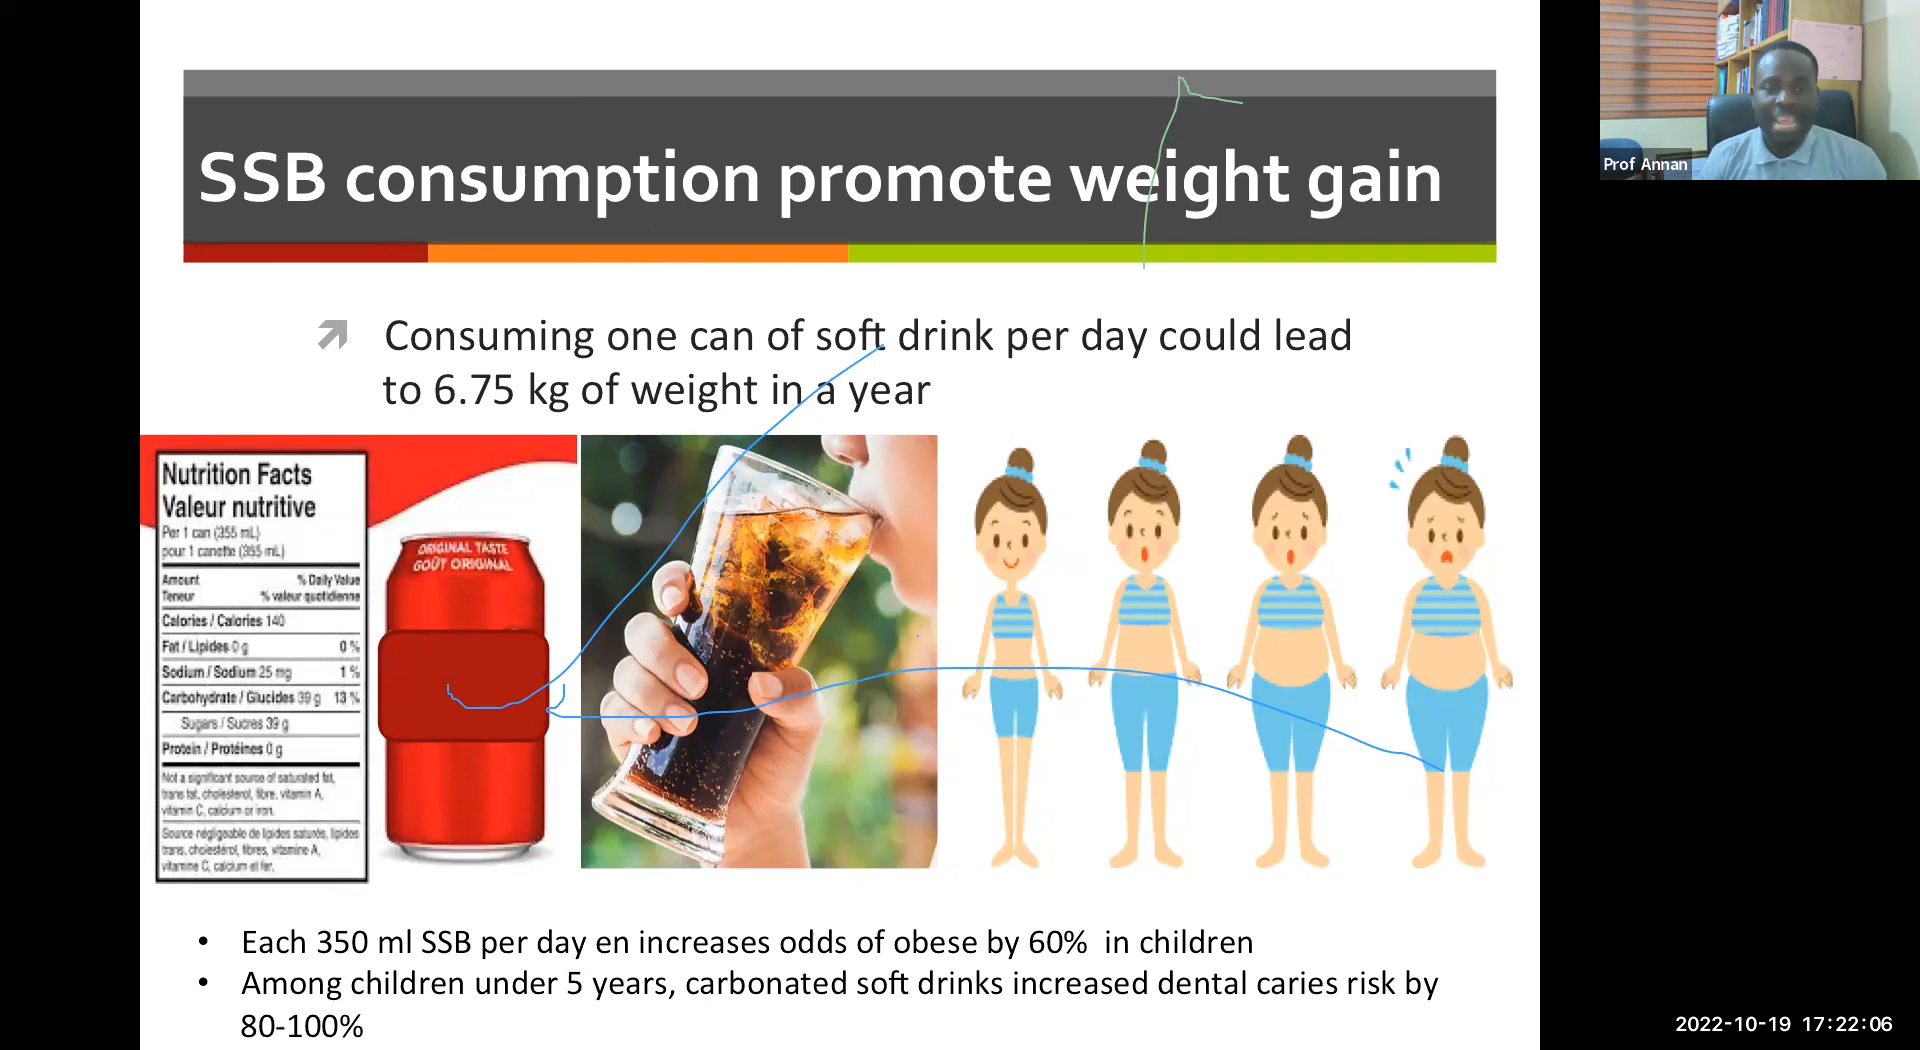 SSB consumption promote weight gain
Prof Annan
Consuming one can of soft drink per day could lead
to 6.75 kg of weight in a year
Nutrition Facts
Valeur nutritive
Per 1 can (355 mL)
pour 1 canette (355 mL)
Amount % Daily Value
Teneur % valeur quotidienne
Calories / Calories 140
Fat / Lipides 0 g 0 %
Sodium / Sodium 25 mg 1 %
Carbohydrate / Glucides 39 g 13 %
Sugars / Sucres 39 g
Protein / Protéines 0 g
Not a significant source of saturated fat,
trans fat, cholesterol, fibre, vitamin A,
vitamin C, calcium or iron.
Source négligeable de lipides saturés, lipides
trans, cholestérol, fibres, vitamine A,
vitamine C, calcium et fer.
ORIGINAL TASTE
GOÛT ORIGINAL
• Each 350 ml SSB per day en increases odds of obese by 60% in children
• Among children under 5 years, carbonated soft drinks increased dental caries risk by
80-100%
2022-10-19 17:22:06